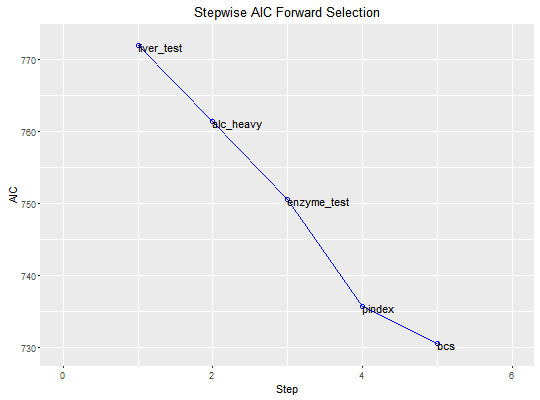 Stepwise AIC Forward Selection
770
760
750
740
730
AIC
liver_test
alc_heavy
enzyme_test
pindex
bcs
0
2
4
6
Step